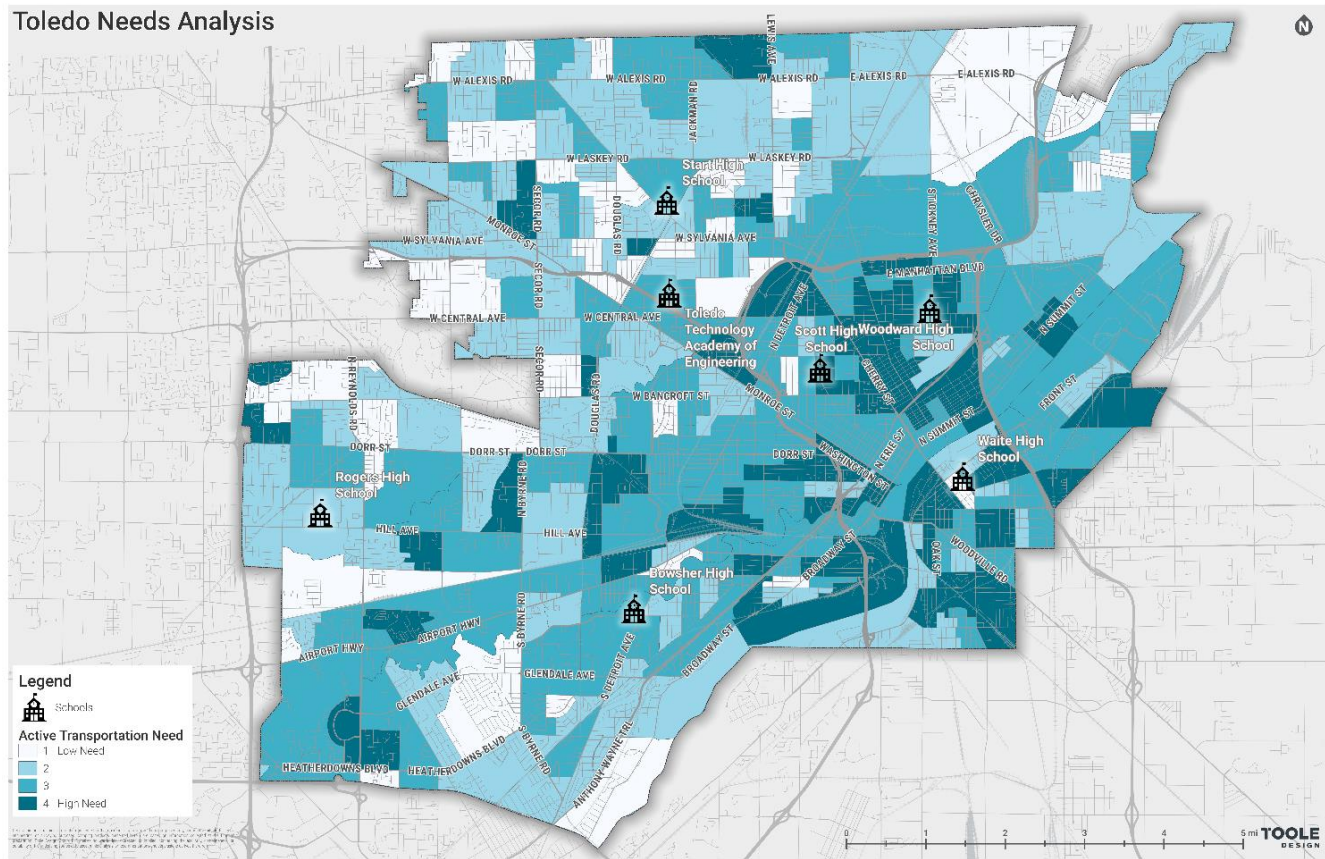 Toledo Needs Analysis
N
LEWIS AVE
W ALEXIS RD
W ALEXIS RD
W ALEXIS RD
E ALEXIS RD
E ALEXIS RD
JACKMAN RD
W LASKEY RD
W LASKEY RD
Start High
School
SECOR RD
DOUGLAS RD
STICKNEY AVE
CHRYSLER DR
MONROE ST
W SYLVANIA AVE
W SYLVANIA AVE
SECOR RD
E MANHATTAN BLVD
N DETROIT AVE
N SUMMIT ST
W CENTRAL AVE
W CENTRAL AVE
Toledo
Technology
Academy of
Engineering
Scott High
School
Woodward High
School
SECOR RD
N REYNOLDS RD
DOUGLAS RD
CHERRY ST
W BANCROFT ST
MONROE ST
FRONT ST
N SUMMIT ST
N ERIE ST
DORR ST
DORR ST
DORR ST
DORR ST
WASHINGTON ST
Waite High
School
Rogers High
School
N BYRNE RD
HILL AVE
HILL AVE
BROADWAY ST
OAK ST
WOODVILLE RD
Bowsher High
School
S BYRNE RD
AIRPORT HWY
AIRPORT HWY
BROADWAY ST
S DETROIT AVE
GLENDALE AVE
GLENDALE AVE
S BYRNE RD
HEATHERDOWNS BLVD
HEATHERDOWNS BLVD
ANTHONY WAYNE TRL
Legend
Schools
Active Transportation Need
1 Low Need
2
3
4 High Need
0 1 2 3 4 5 mi
TOOLE
DESIGN